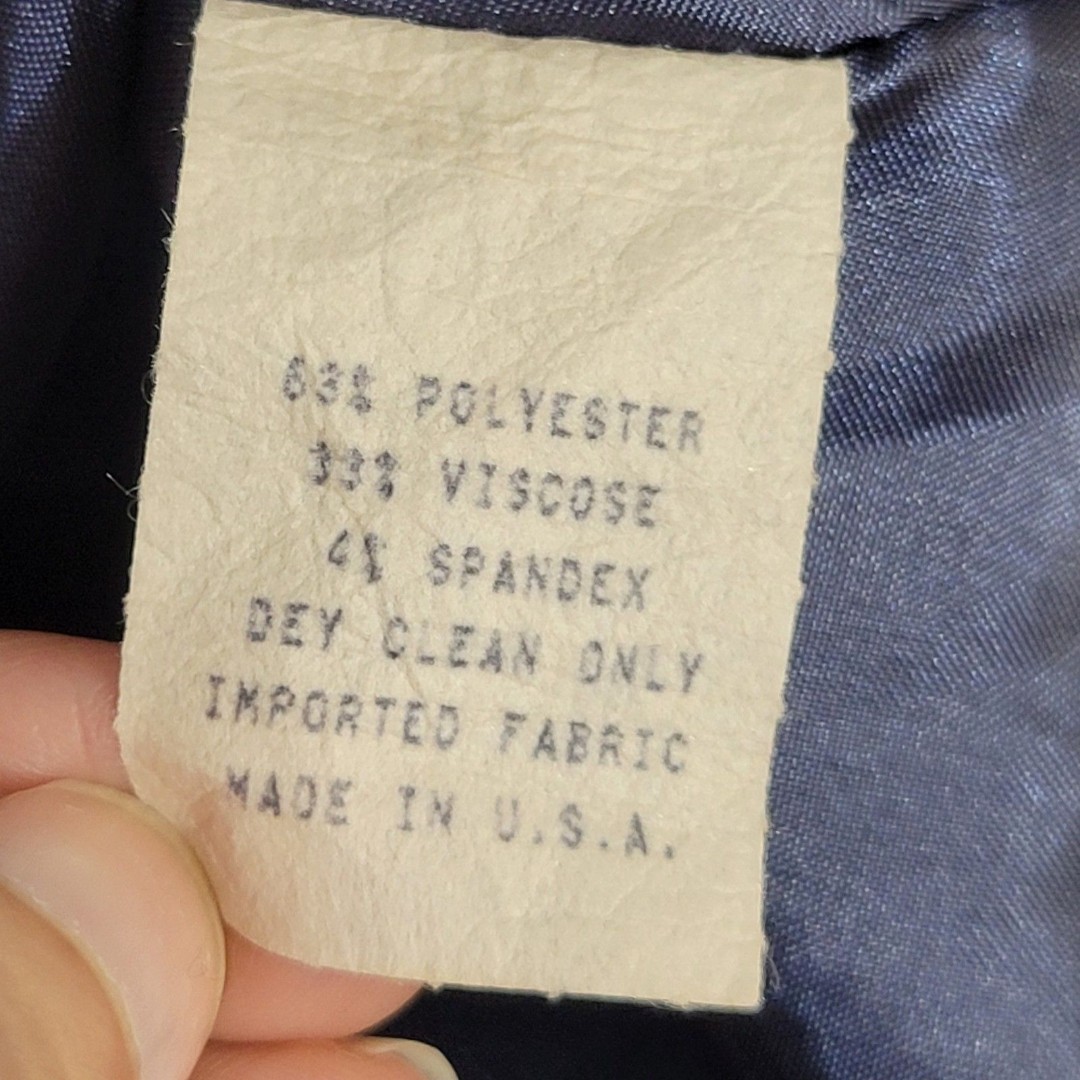 63% POLYESTER
33% VISCOSE
4% SPANDEX
DEY CLEAN ONLY
IMPORTED FABRIC
MADE IN U.S.A.